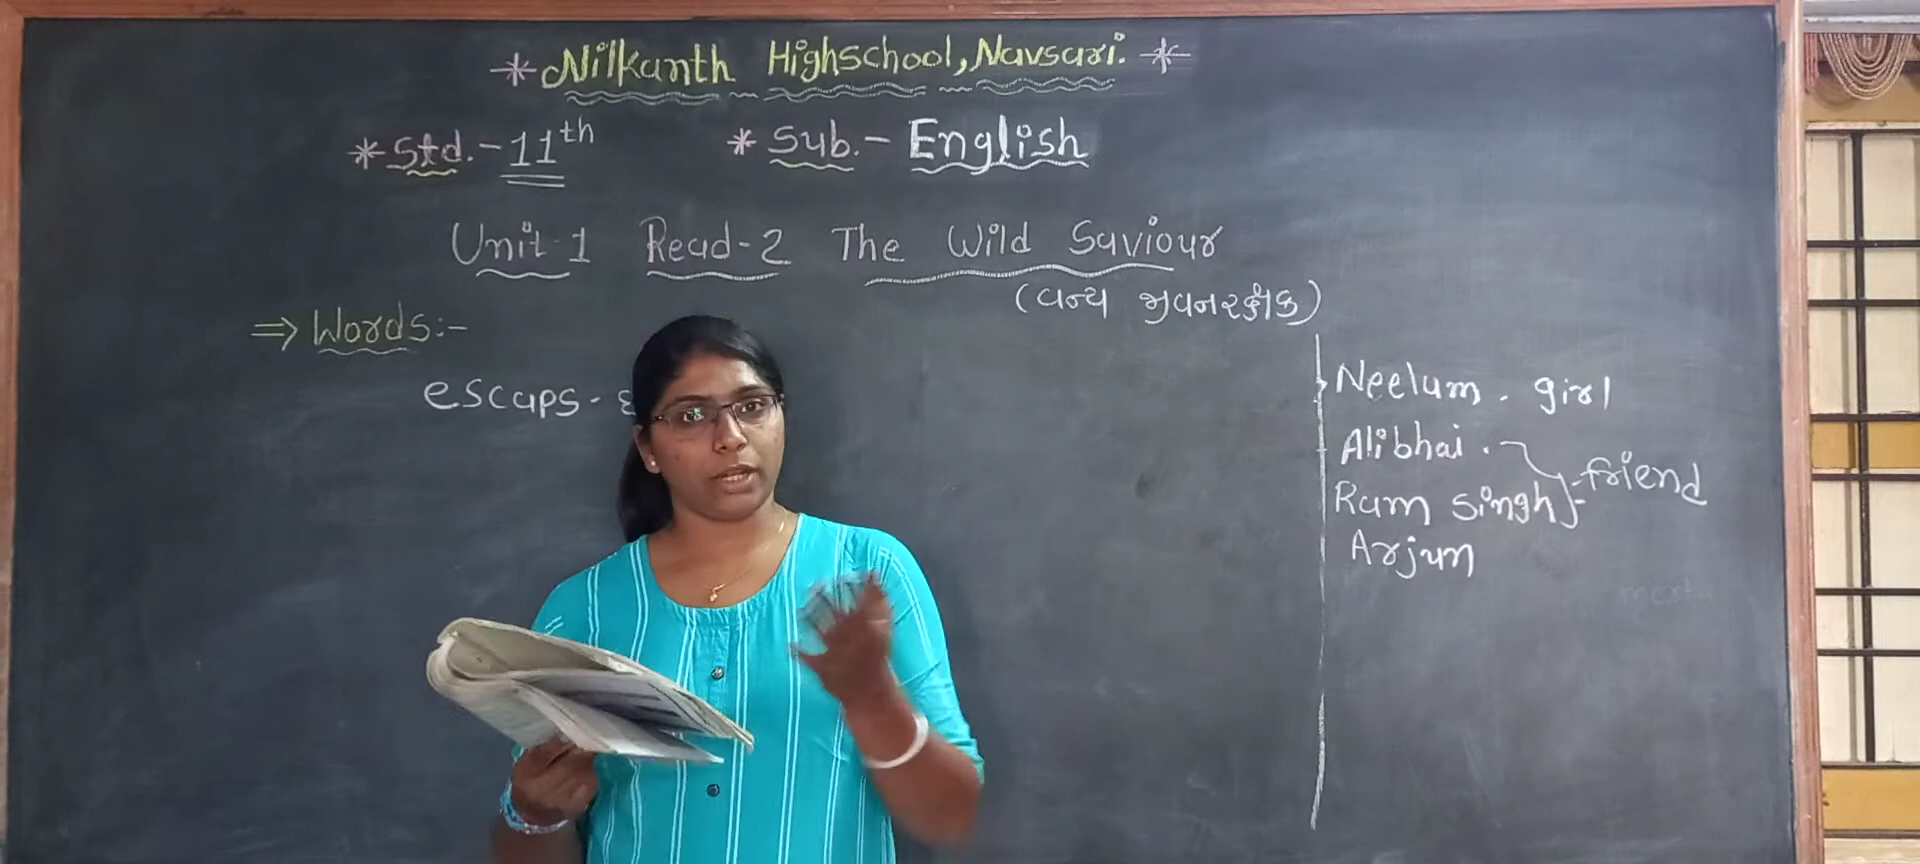 * Nilkanth Highschool, Navsari. *
* Std. - 11th * Sub. - English
Unit-1 Read-2 The Wild Saviour
(વન્ય જીવનરક્ષક)
⇒ Words:-
escaps -
Neelum - girl
Alibhai -
Ram Singh - friend
Arjun